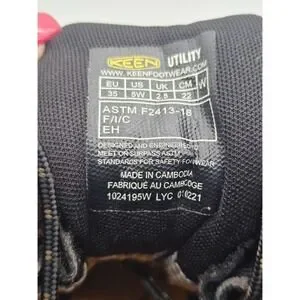 KEEN UTILITY
WWW.KEENFOOTWEAR.COM
EU US UK CM W
35 5W 2.5 22
ASTM F2413-18
F/I/C
EH
DESIGNED AND ENGINEERED TO
MEET OR SURPASS ASTM
STANDARDS FOR SAFETY FOOTWEAR
MADE IN CAMBODIA
FABRIQUÉ AU CAMBODGE
1024195W LYC